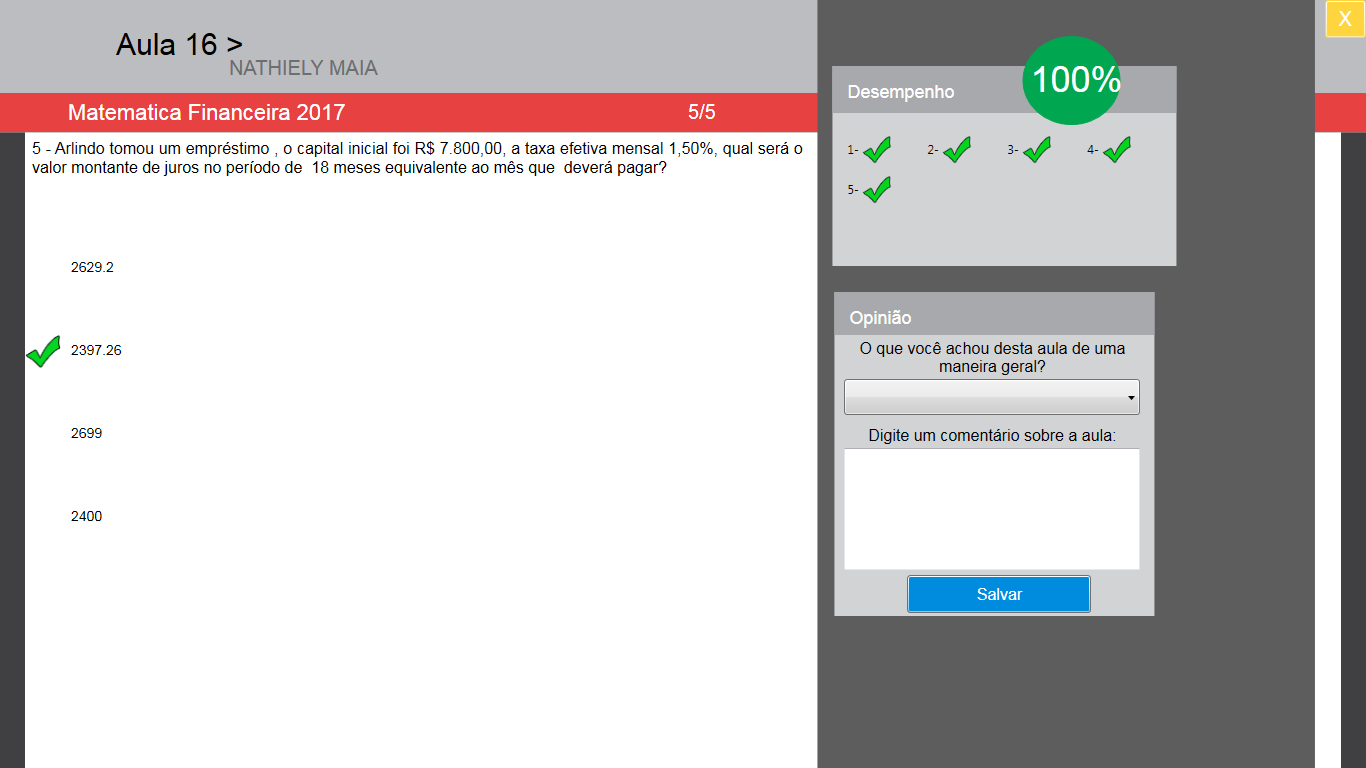 Aula 16 >
NATHIELY MAIA
Matematica Financeira 2017
5/5
5 - Arlindo tomou um empréstimo , o capital inicial foi R$ 7.800,00, a taxa efetiva mensal 1,50%, qual será o
valor montante de juros no período de  18 meses equivalente ao mês que  deverá pagar?
2629.2
2397.26
2699
2400
X
Desempenho
100%
1- 2- 3- 4-
5-
Opinião
O que você achou desta aula de uma
maneira geral?
Digite um comentário sobre a aula:
Salvar